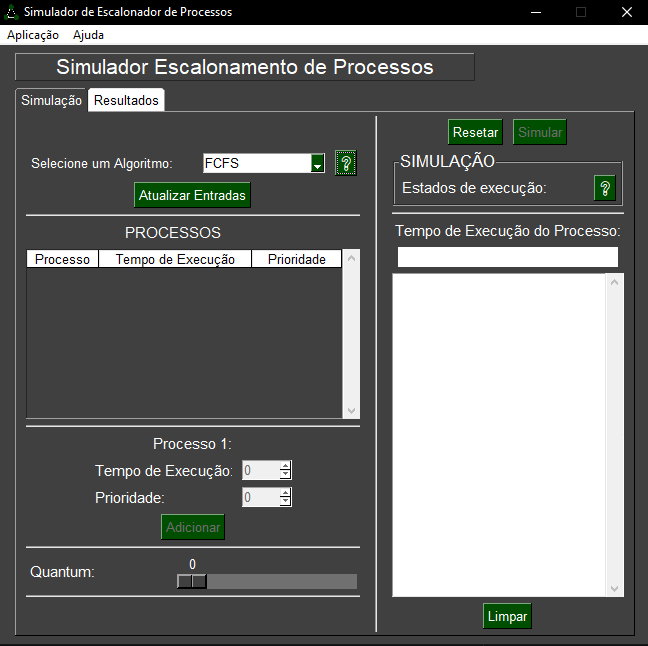 Simulador de Escalonador de Processos
Aplicação Ajuda
Simulador Escalonamento de Processos
Simulação Resultados
Selecione um Algoritmo: FCFS ?
Atualizar Entradas
PROCESSOS
Processo Tempo de Execução Prioridade
Processo 1:
Tempo de Execução: 0
Prioridade: 0
Adicionar
Quantum: 0
Resetar Simular
SIMULAÇÃO
Estados de execução: ?
Tempo de Execução do Processo:
Limpar